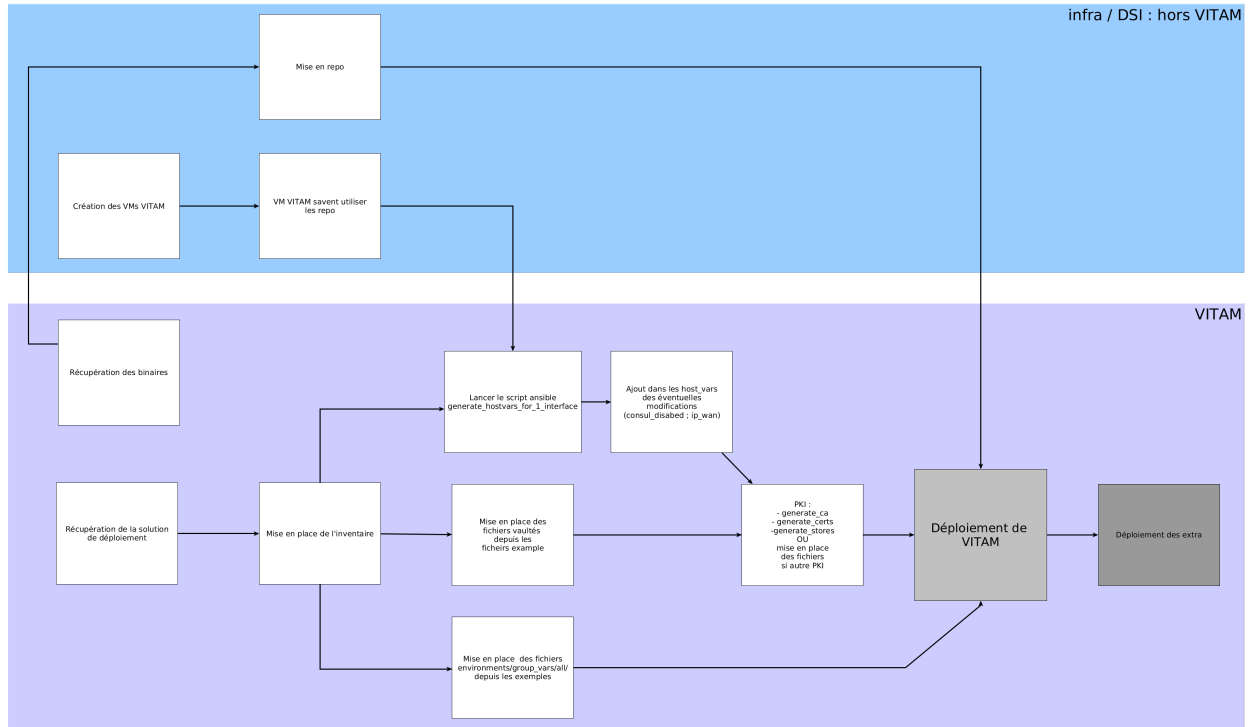 infra / DSI : hors VITAM
Mise en repo
Création des VMs VITAM
VM VITAM savent utiliser
les repo
VITAM
Récupération des binaires
Lancer le script ansible
generate_hostvars_for_1_interface
Ajout dans les host_vars
des éventuelles
modifications
(consul_disabed ; ip_wan)
Récupération de la solution
de déploiement
Mise en place de l'inventaire
Mise en place des
fichiers vaultés
depuis les
ficheirs example
PKI :
- generate_ca
- generate_certs
-generate_stores
OU
mise en place
des fichiers
si autre PKI
Déploiement de
VITAM
Déploiement des extra
Mise en place  des fichiers
environments/group_vars/all/
depuis les exemples